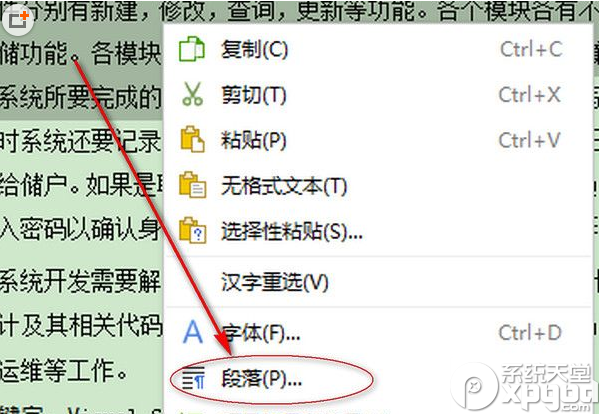 分别有新建，修改，查询，更新等功能。各个模块各有不
储功能。各模块
系统所要完成的
时系统还要记录
给储户。如果是
入密码以确认身
系统开发需要解
计及其相关代码
运维等工作。
复制(C) Ctrl+C
剪切(T) Ctrl+X
粘贴(P) Ctrl+V
无格式文本(T)
选择性粘贴(S)...
汉字重选(V)
字体(F)... Ctrl+D
段落(P)...
系统天堂